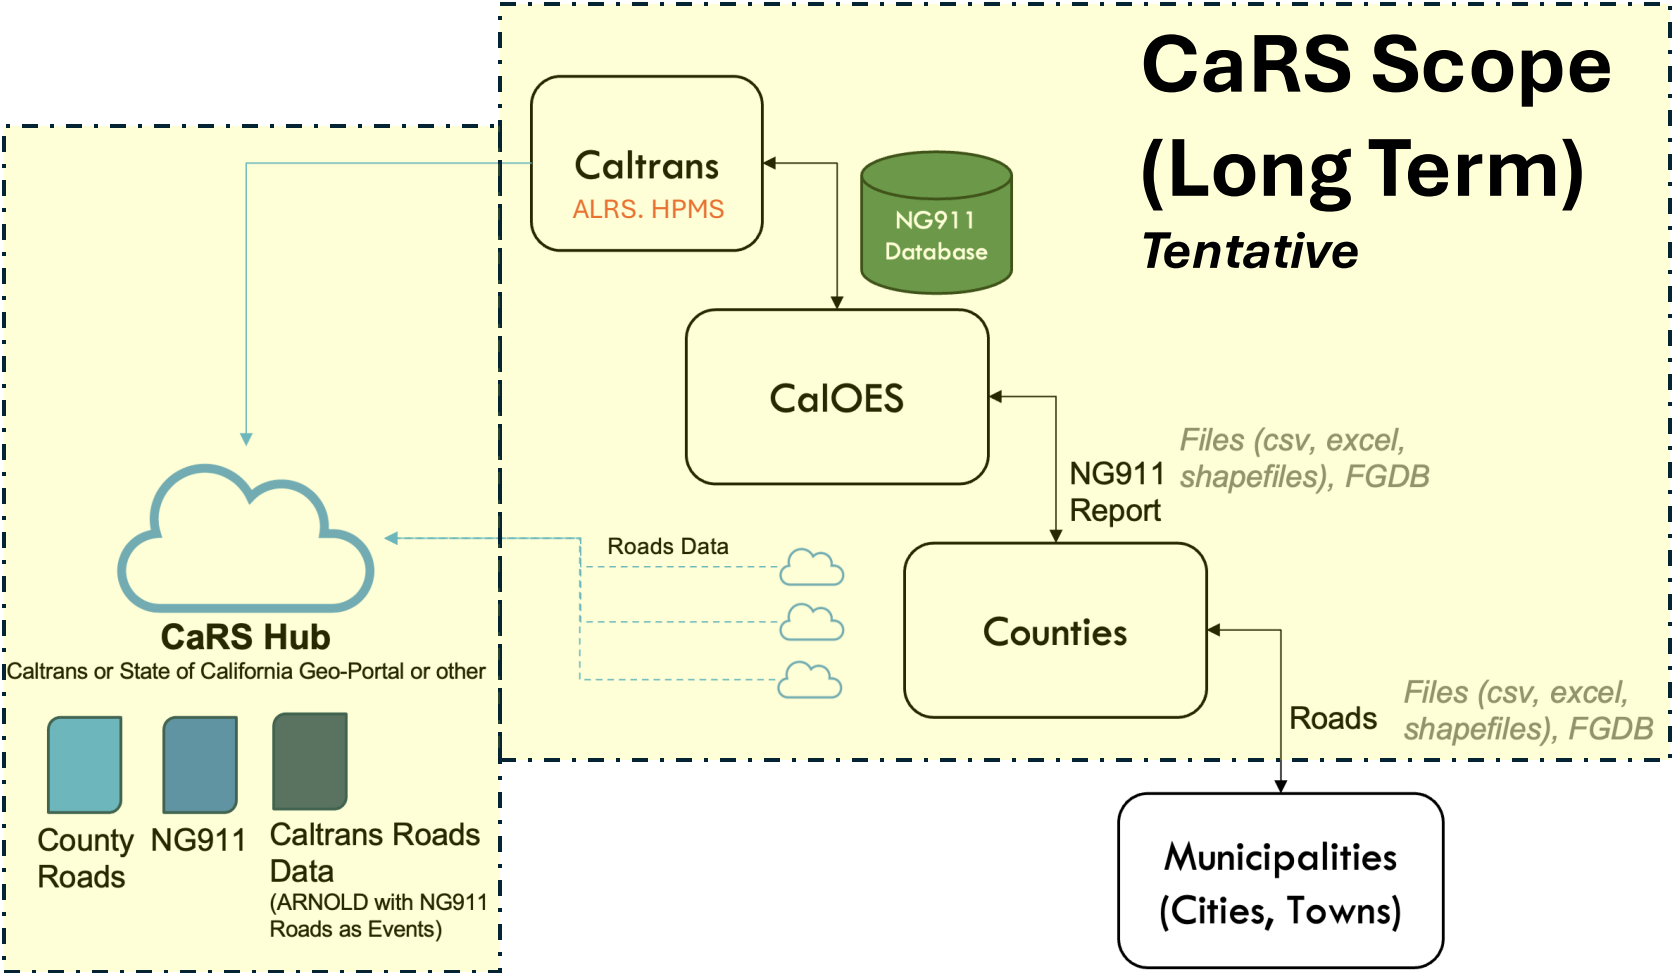 CaRS Scope
(Long Term)
Tentative
Caltrans
ALRS. HPMS
NG911
Database
CalOES
Files (csv, excel,
shapefiles), FGDB
NG911
Report
Roads Data
Counties
CaRS Hub
Caltrans or State of California Geo-Portal or other
Files (csv, excel,
shapefiles), FGDB
Roads
County
Roads
NG911
Caltrans Roads
Data
(ARNOLD with NG911
Roads as Events)
Municipalities
(Cities, Towns)